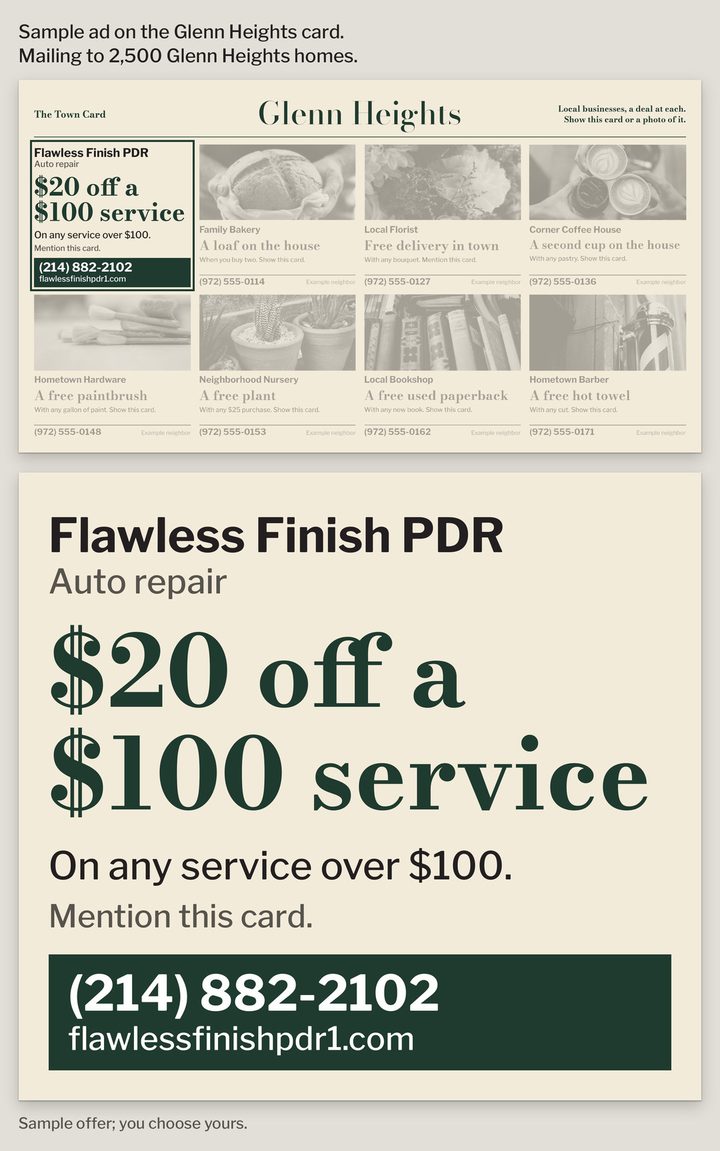 Sample ad on the Glenn Heights card.
Mailing to 2,500 Glenn Heights homes.
The Town Card
Glenn Heights
Local businesses, a deal at each.
Show this card or a photo of it.
Flawless Finish PDR
Auto repair
$20 off a
$100 service
On any service over $100.
Mention this card.
(214) 882-2102
flawlessfinishpdr1.com
Family Bakery
A loaf on the house
When you buy two. Show this card.
(972) 555-0114
Example neighbor
Local Florist
Free delivery in town
With any bouquet. Mention this card.
(972) 555-0127
Example neighbor
Corner Coffee House
A second cup on the house
With any pastry. Show this card.
(972) 555-0136
Example neighbor
Hometown Hardware
A free paintbrush
With any gallon of paint. Show this card.
(972) 555-0148
Example neighbor
Neighborhood Nursery
A free plant
With any $25 purchase. Show this card.
(972) 555-0153
Example neighbor
Local Bookshop
A free used paperback
With any new book. Show this card.
(972) 555-0162
Example neighbor
Hometown Barber
A free hot towel
With any cut. Show this card.
(972) 555-0171
Example neighbor
Flawless Finish PDR
Auto repair
$20 off a
$100 service
On any service over $100.
Mention this card.
(214) 882-2102
flawlessfinishpdr1.com
Sample offer; you choose yours.